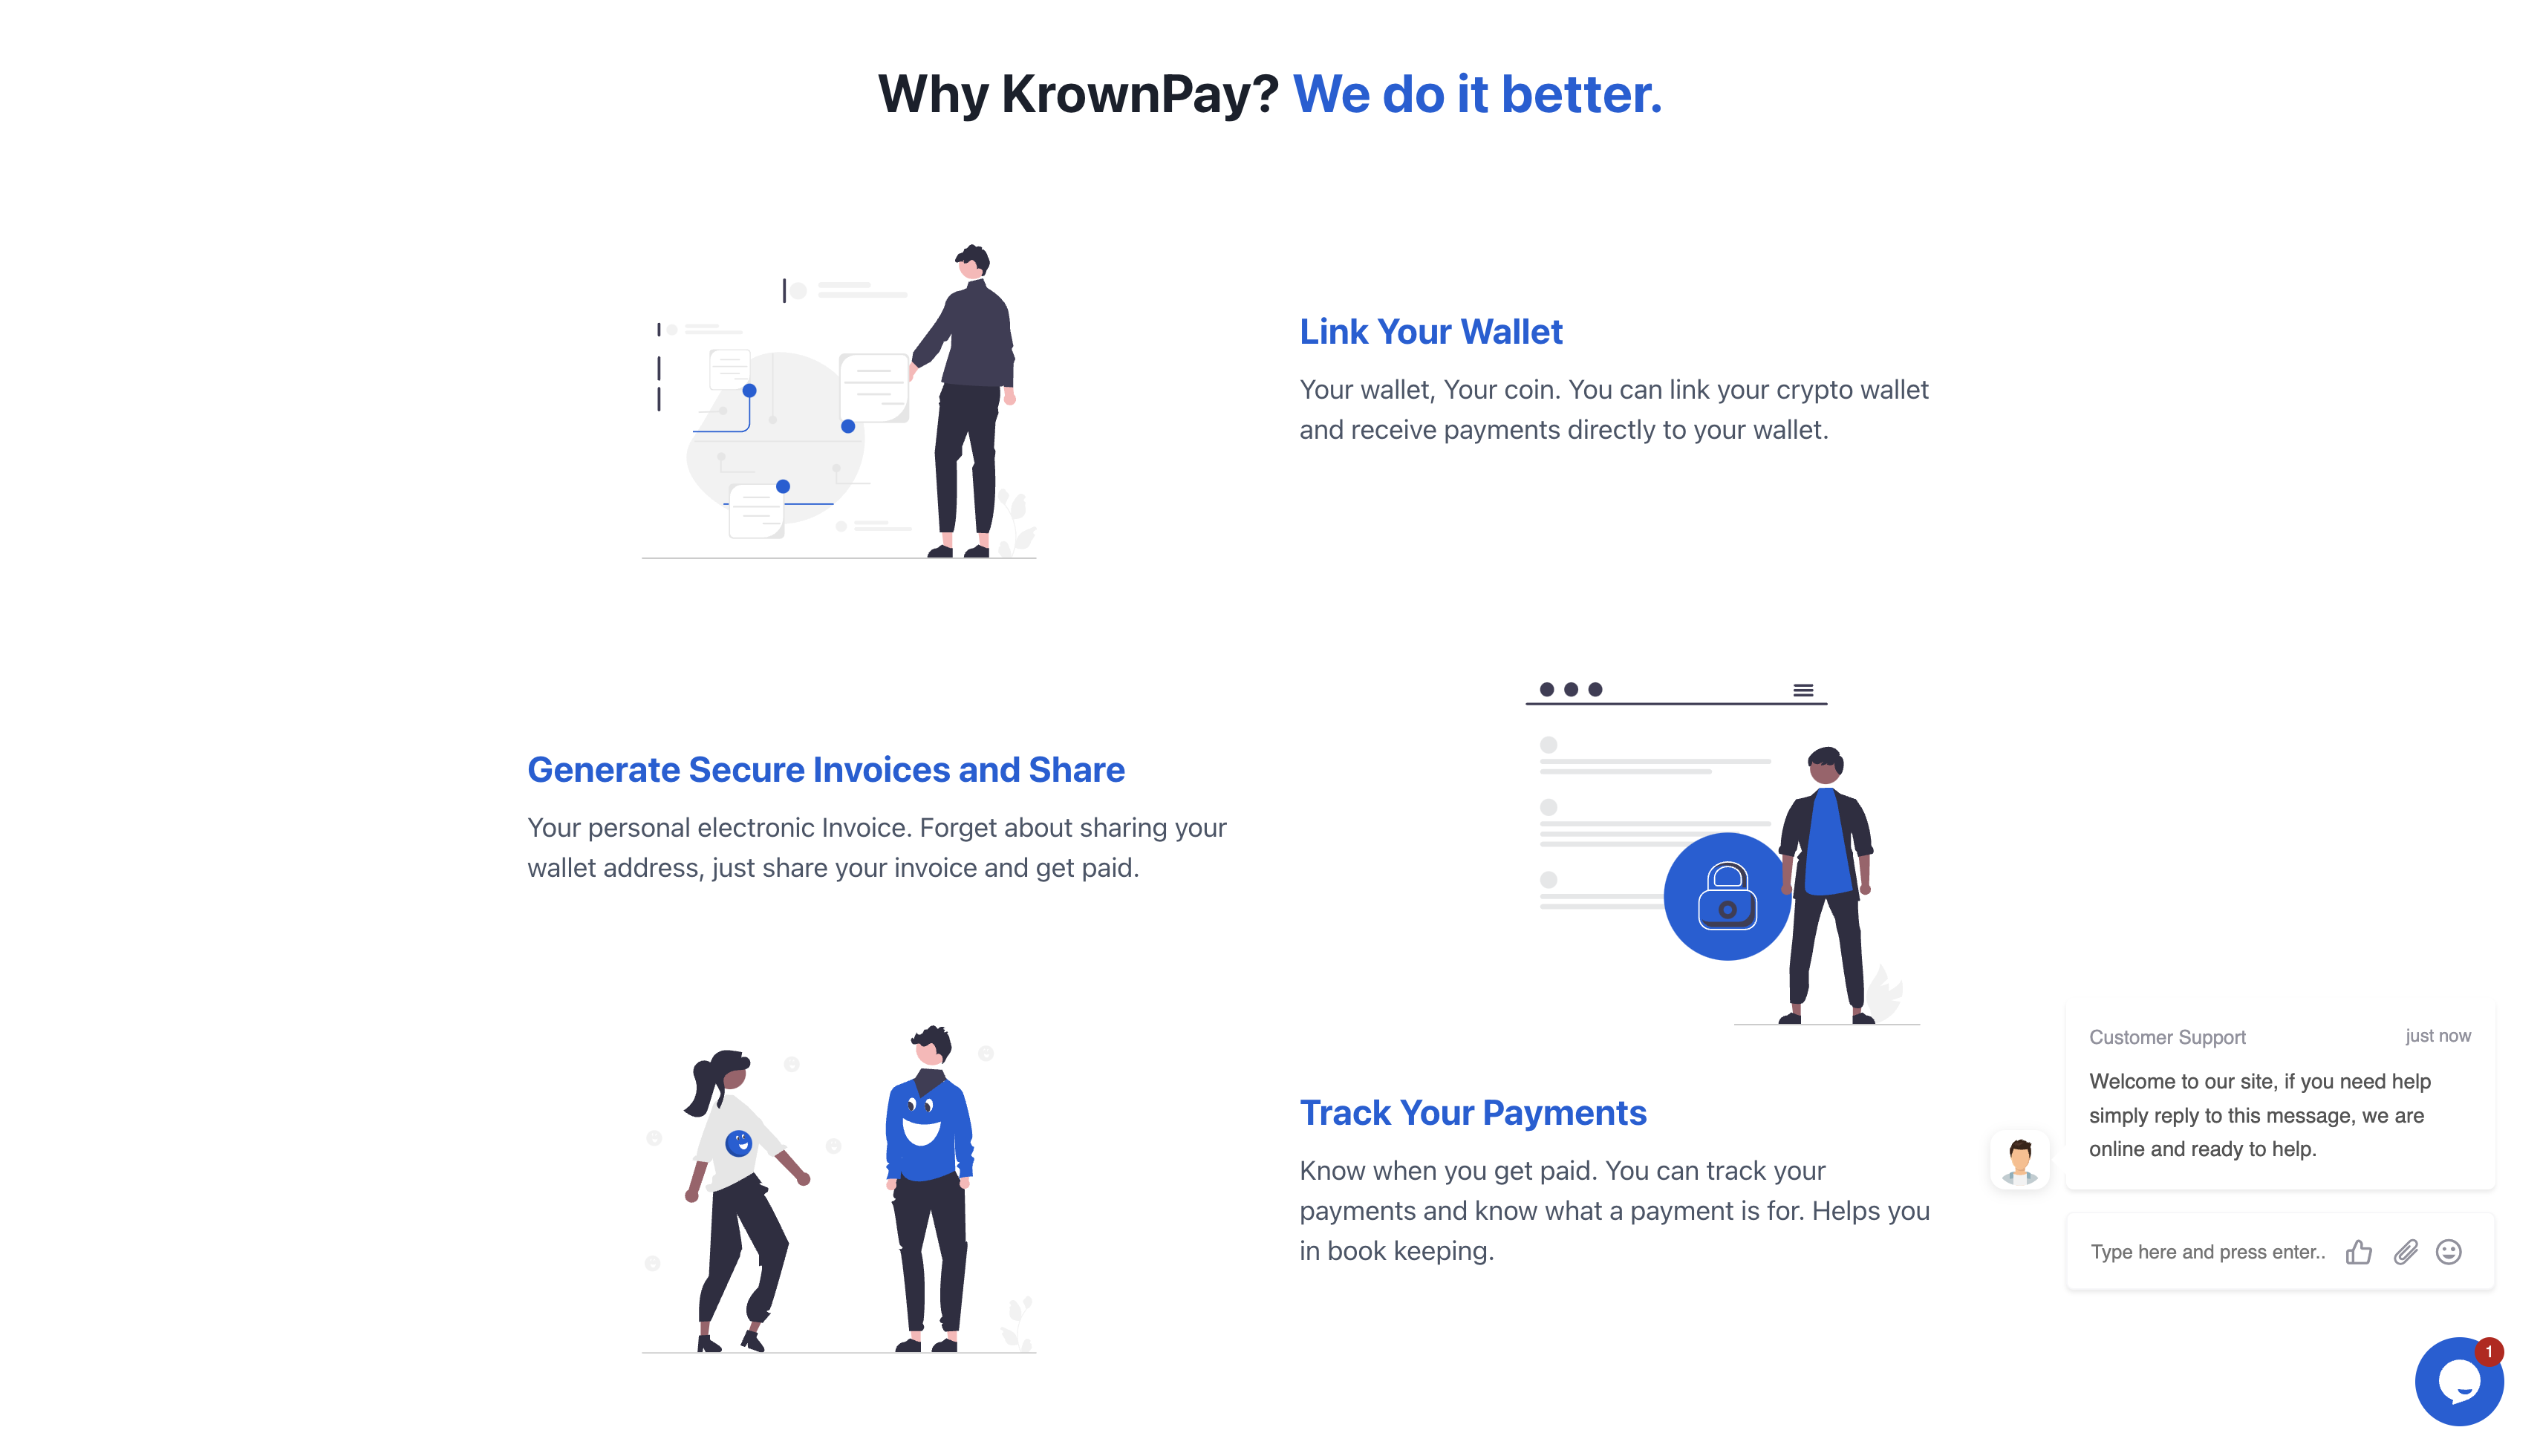 Why KrownPay? We do it better.
Link Your Wallet
Your wallet, Your coin. You can link your crypto wallet
and receive payments directly to your wallet.
Generate Secure Invoices and Share
Your personal electronic Invoice. Forget about sharing your
wallet address, just share your invoice and get paid.
Track Your Payments
Know when you get paid. You can track your
payments and know what a payment is for. Helps you
in book keeping.
Customer Support just now
Welcome to our site, if you need help
simply reply to this message, we are
online and ready to help.
Type here and press enter..
1